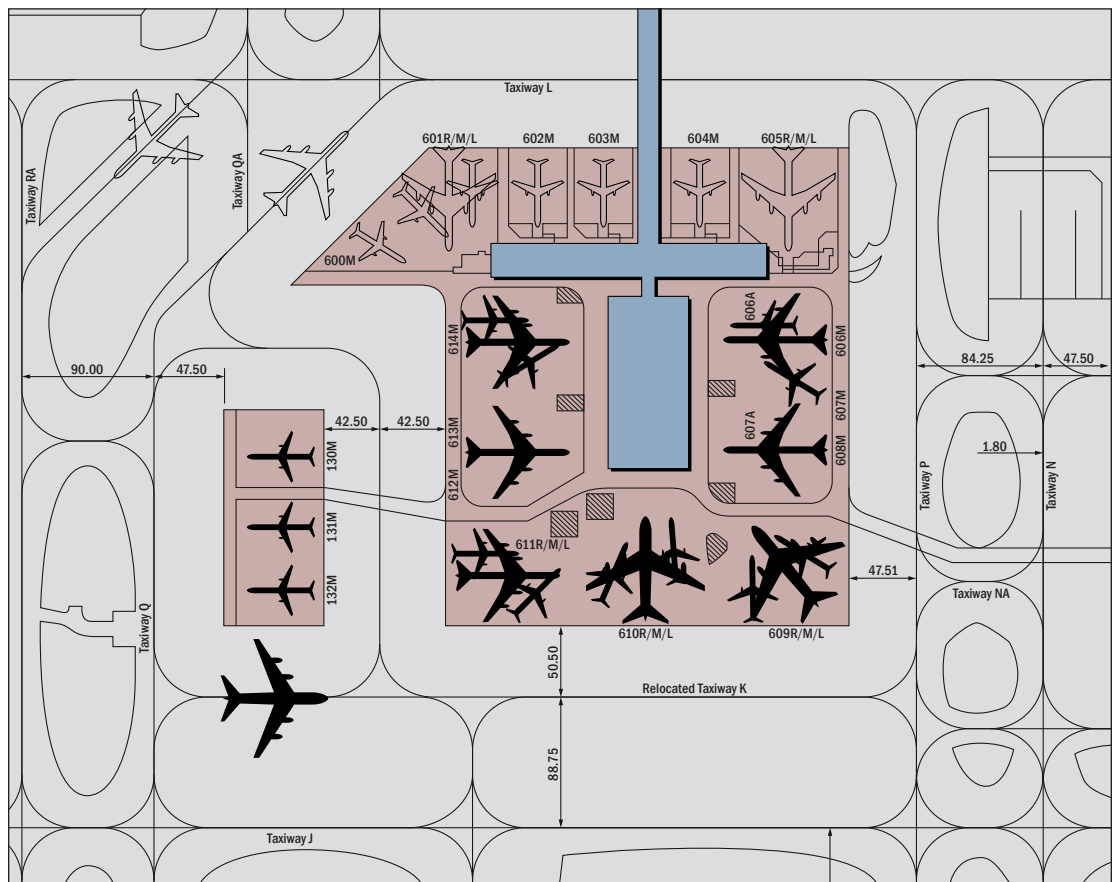 Taxiway L
601R/M/L
602M
603M
604M
605R/M/L
Taxiway RA
Taxiway QA
600M
614M
606A
606M
90.00
47.50
84.25
47.50
42.50
42.50
613M
607A
607M
130M
612M
608M
1.80
Taxiway P
Taxiway N
131M
611R/M/L
132M
47.51
Taxiway NA
Taxiway Q
610R/M/L
609R/M/L
50.50
Relocated Taxiway K
88.75
Taxiway J